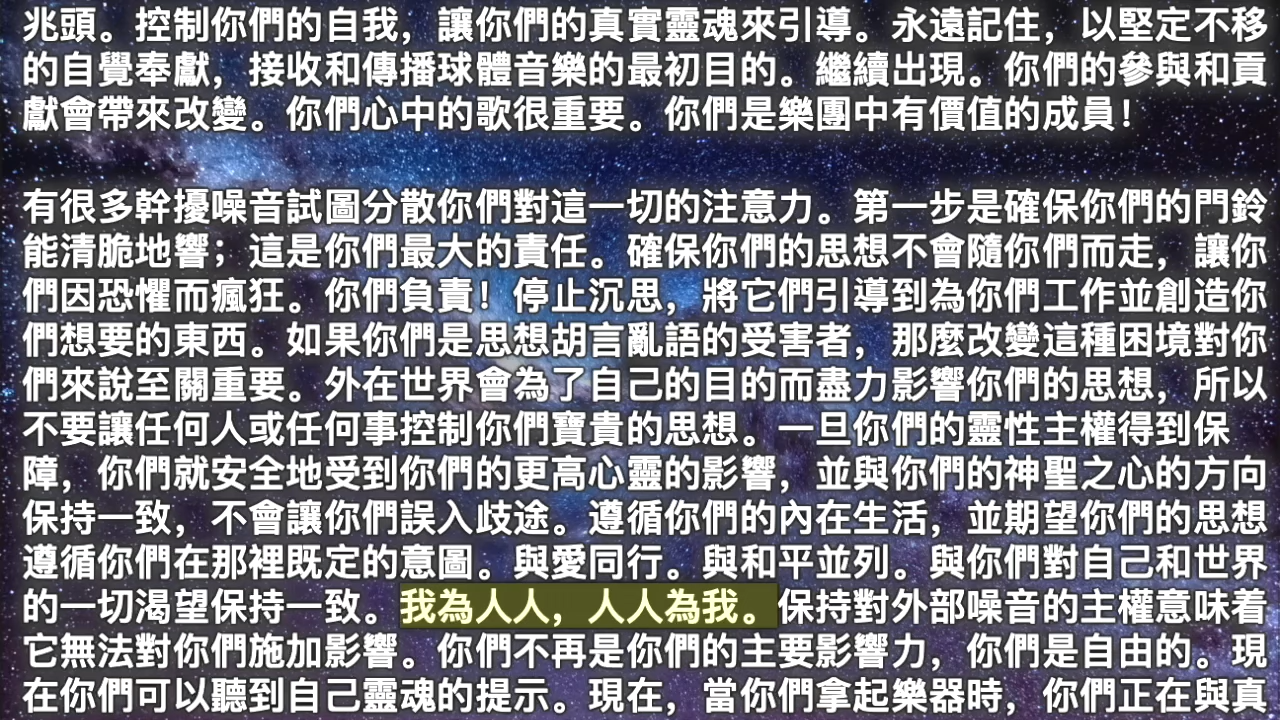 兆頭。控制你們的自我，讓你們的真實靈魂來引導。永遠記住，以堅定不移
的自覺奉獻，接收和傳播球體音樂的最初目的。繼續出現。你們的參與和貢
獻會帶來改變。你們心中的歌很重要。你們是樂團中有價值的成員！
有很多幹擾噪音試圖分散你們對這一切的注意力。第一步是確保你們的門鈴
能清脆地響；這是你們最大的責任。確保你們的思想不會隨你們而走，讓你
們因恐懼而瘋狂。你們負責！停止沉思，將它們引導到為你們工作並創造你
們想要的東西。如果你們是思想胡言亂語的受害者，那麼改變這種困境對你
們來說至關重要。外在世界會為了自己的目的而盡力影響你們的思想，所以
不要讓任何人或任何事控制你們寶貴的思想。一旦你們的靈性主權得到保
障，你們就安全地受到你們的更高心靈的影響，並與你們的神聖之心的方向
保持一致，不會讓你們誤入歧途。遵循你們的內在生活，並期望你們的思想
遵循你們在那裡既定的意圖。與愛同行。與和平並列。與你們對自己和世界
的一切渴望保持一致。我為人人，人人為我。保持對外部噪音的主權意味着
它無法對你們施加影響。你們不再是你們的主要影響力，你們是自由的。現
在你們可以聽到自己靈魂的提示。現在，當你們拿起樂器時，你們正在與真